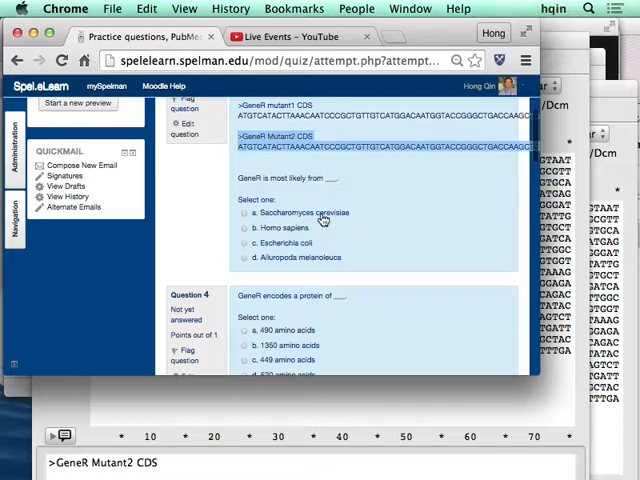 Chrome File Edit View History Bookmarks Window Help hqin
Practice questions, PubMe
Live Events - YouTube
Hong
spelelearn.spelman.edu/mod/quiz/attempt.php?attempt...
Spel.eLearn mySpelman Moodle Help Hong Qin
Start a new preview
Administration
Navigation
QUICKMAIL
Compose New Email
Signatures
View Drafts
View History
Alternate Emails
Flag
question
Edit
question
>GeneR mutant1 CDS
>GeneR Mutant2 CDS
GeneR is most likely from ___.
Select one:
a. Saccharomyces cerevisiae
b. Homo sapiens
c. Escherichia coli
d. Ailuropoda melanoleuca
Question 4
Not yet
answered
Points out of 1
Flag
question
GeneR encodes a protein of ___.
Select one:
a. 490 amino acids
b. 1350 amino acids
c. 449 amino acids
ar
/Dcm
ar
/Dcm
* 10 * 20 * 30 * 40 * 50 * 60 * 70 *
>GeneR Mutant2 CDS